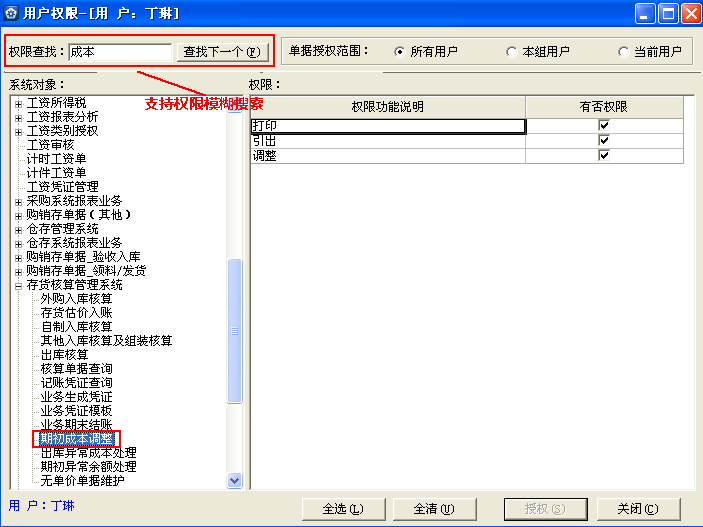 用户权限-[用 户：丁琳]
权限查找：成本 查找下一个(F) 单据授权范围： 所有用户 本组用户 当前用户
系统对象： 权限：
支持权限模糊搜索
工资所得税
工资报表分析
工资类别授权
工资审核
计时工资单
计件工资单
工资凭证管理
采购系统报表业务
购销存单据（其他）
仓存管理系统
仓存系统报表业务
购销存单据_验收入库
购销存单据_领料/发货
存货核算管理系统
外购入库核算
存货估价入账
自制入库核算
其他入库核算及组装核算
出库核算
核算单据查询
记账凭证查询
业务生成凭证
业务凭证模板
业务期末结账
期初成本调整
出库异常成本处理
期初异常余额处理
无单价单据维护
权限功能说明 有否权限
打印
引出
调整
用 户：丁琳
全选(L) 全清(U) 授权(S) 关闭(C)